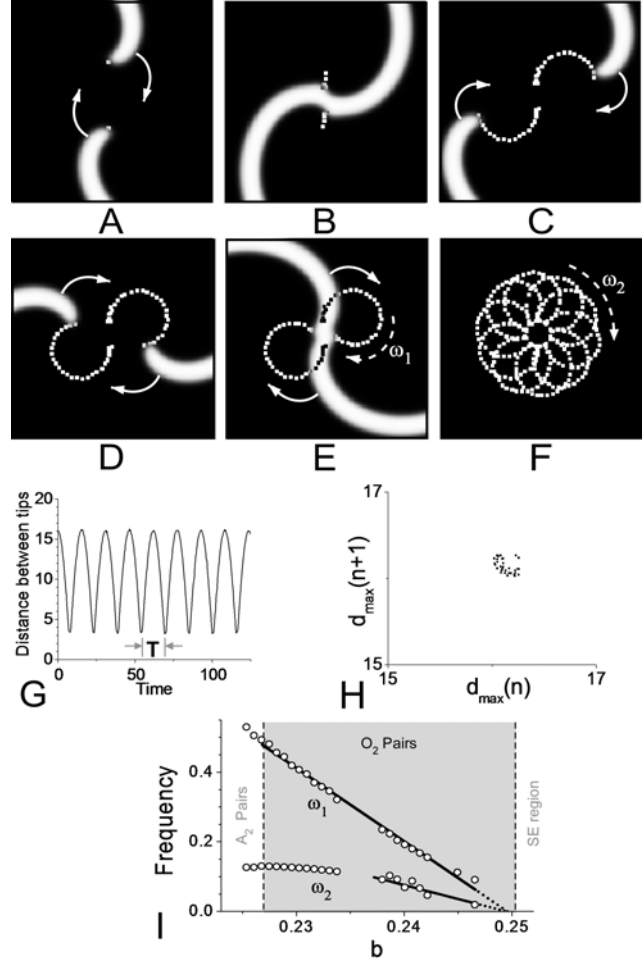 A
B
C
D
ω₁
E
ω₂
F
20
15
10
5
0
Distance between tips
T
0
50
100
Time
G
17
15
d_max(n+1)
15
17
d_max(n)
H
0.4
0.2
0.0
Frequency
A₂ Pairs
O₂ Pairs
SE region
ω₁
ω₂
0.23
0.24
0.25
b
I